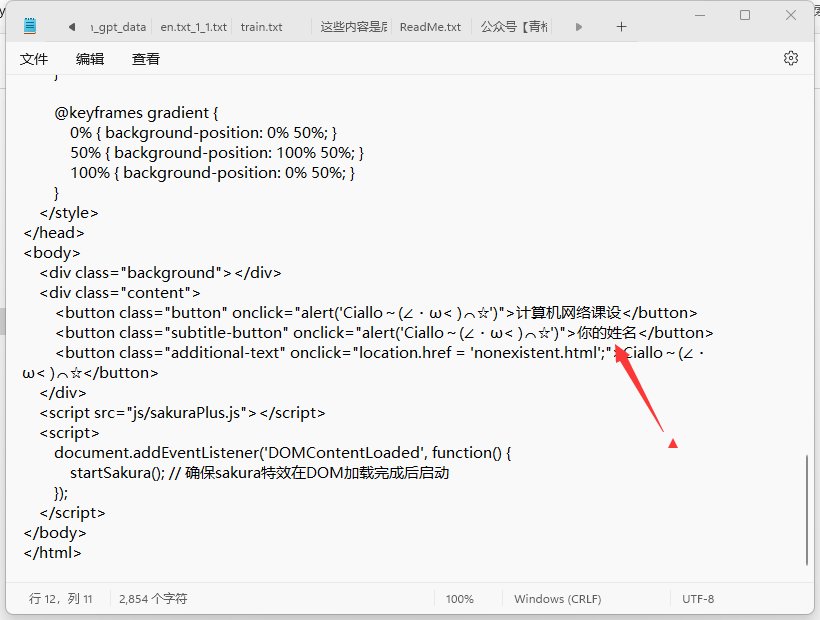 _gpt_data en.txt_1_1.txt train.txt 这些内容是 ReadMe.txt 公众号【青
文件 编辑 查看
}
@keyframes gradient {
0% { background-position: 0% 50%; }
50% { background-position: 100% 50%; }
100% { background-position: 0% 50%; }
}
</style>
</head>
<body>
<div class="background"></div>
<div class="content">
<button class="button" onclick="alert('Ciallo～(∠・ω< )⌒☆')">计算机网络课设</button>
<button class="subtitle-button" onclick="alert('Ciallo～(∠・ω< )⌒☆')">你的姓名</button>
<button class="additional-text" onclick="location.href = 'nonexistent.html';">Ciallo～(∠・
ω< )⌒☆</button>
</div>
<script src="js/sakuraPlus.js"></script>
<script>
document.addEventListener('DOMContentLoaded', function() {
startSakura(); // 确保sakura特效在DOM加载完成后启动
});
</script>
</body>
</html>
行 12，列 11 2,854 个字符 100% Windows (CRLF) UTF-8